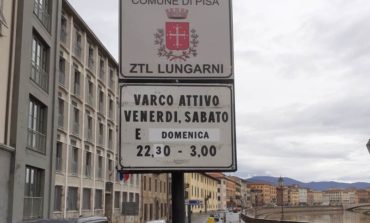 COMUNE DI PISA
ZTL LUNGARNI
VARCO ATTIVO
VENERDI, SABATO
E DOMENICA
22,30 - 3,00